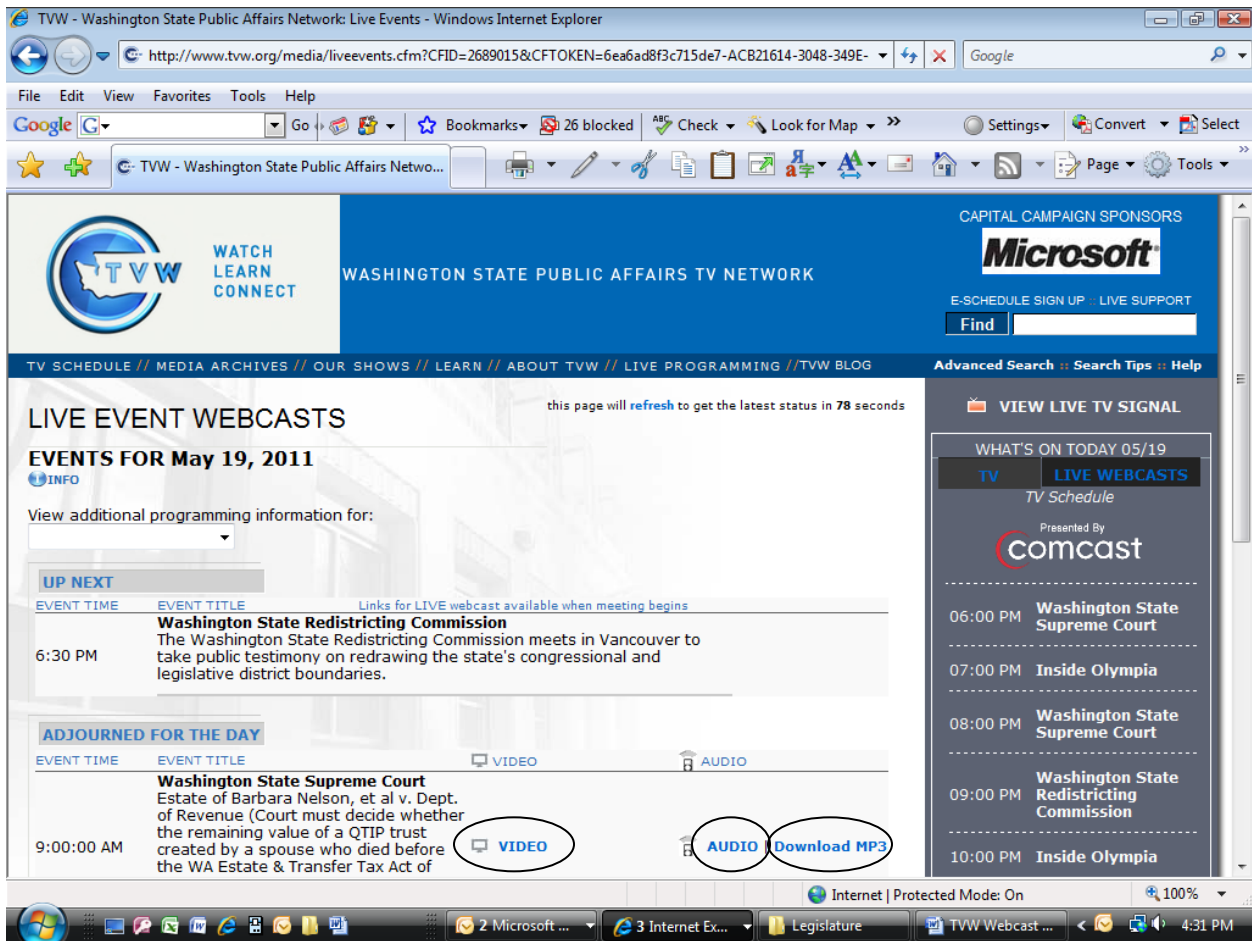 TVW - Washington State Public Affairs Network: Live Events - Windows Internet Explorer
http://www.tvw.org/media/liveevents.cfm?CFID=2689015&CFTOKEN=6ea6ad8f3c715de7-ACB21614-3048-349E-
Google
File Edit View Favorites Tools Help
Google G Go Bookmarks 26 blocked ABC Check Look for Map Settings Convert Select
TVW - Washington State Public Affairs Netwo... Page Tools
TVW
WATCH
LEARN
CONNECT
WASHINGTON STATE PUBLIC AFFAIRS TV NETWORK
CAPITAL CAMPAIGN SPONSORS
Microsoft
E-SCHEDULE SIGN UP :: LIVE SUPPORT
Find
TV SCHEDULE // MEDIA ARCHIVES // OUR SHOWS // LEARN // ABOUT TVW // LIVE PROGRAMMING //TVW BLOG
Advanced Search :: Search Tips :: Help
LIVE EVENT WEBCASTS
this page will refresh to get the latest status in 78 seconds
EVENTS FOR May 19, 2011
INFO
View additional programming information for:
UP NEXT
EVENT TIME EVENT TITLE Links for LIVE webcast available when meeting begins
Washington State Redistricting Commission
6:30 PM
The Washington State Redistricting Commission meets in Vancouver to
take public testimony on redrawing the state's congressional and
legislative district boundaries.
ADJOURNED FOR THE DAY
EVENT TIME EVENT TITLE VIDEO AUDIO
Washington State Supreme Court
Estate of Barbara Nelson, et al v. Dept.
of Revenue (Court must decide whether
the remaining value of a QTIP trust
9:00:00 AM created by a spouse who died before VIDEO AUDIO | Download MP3
the WA Estate & Transfer Tax Act of
VIEW LIVE TV SIGNAL
WHAT'S ON TODAY 05/19
TV LIVE WEBCASTS
TV Schedule
Presented By
comcast
06:00 PM Washington State
Supreme Court
07:00 PM Inside Olympia
08:00 PM Washington State
Supreme Court
09:00 PM Washington State
Redistricting
Commission
10:00 PM Inside Olympia
Internet | Protected Mode: On 100%
2 Microsoft ... 3 Internet Ex... Legislature TVW Webcast ... 4:31 PM